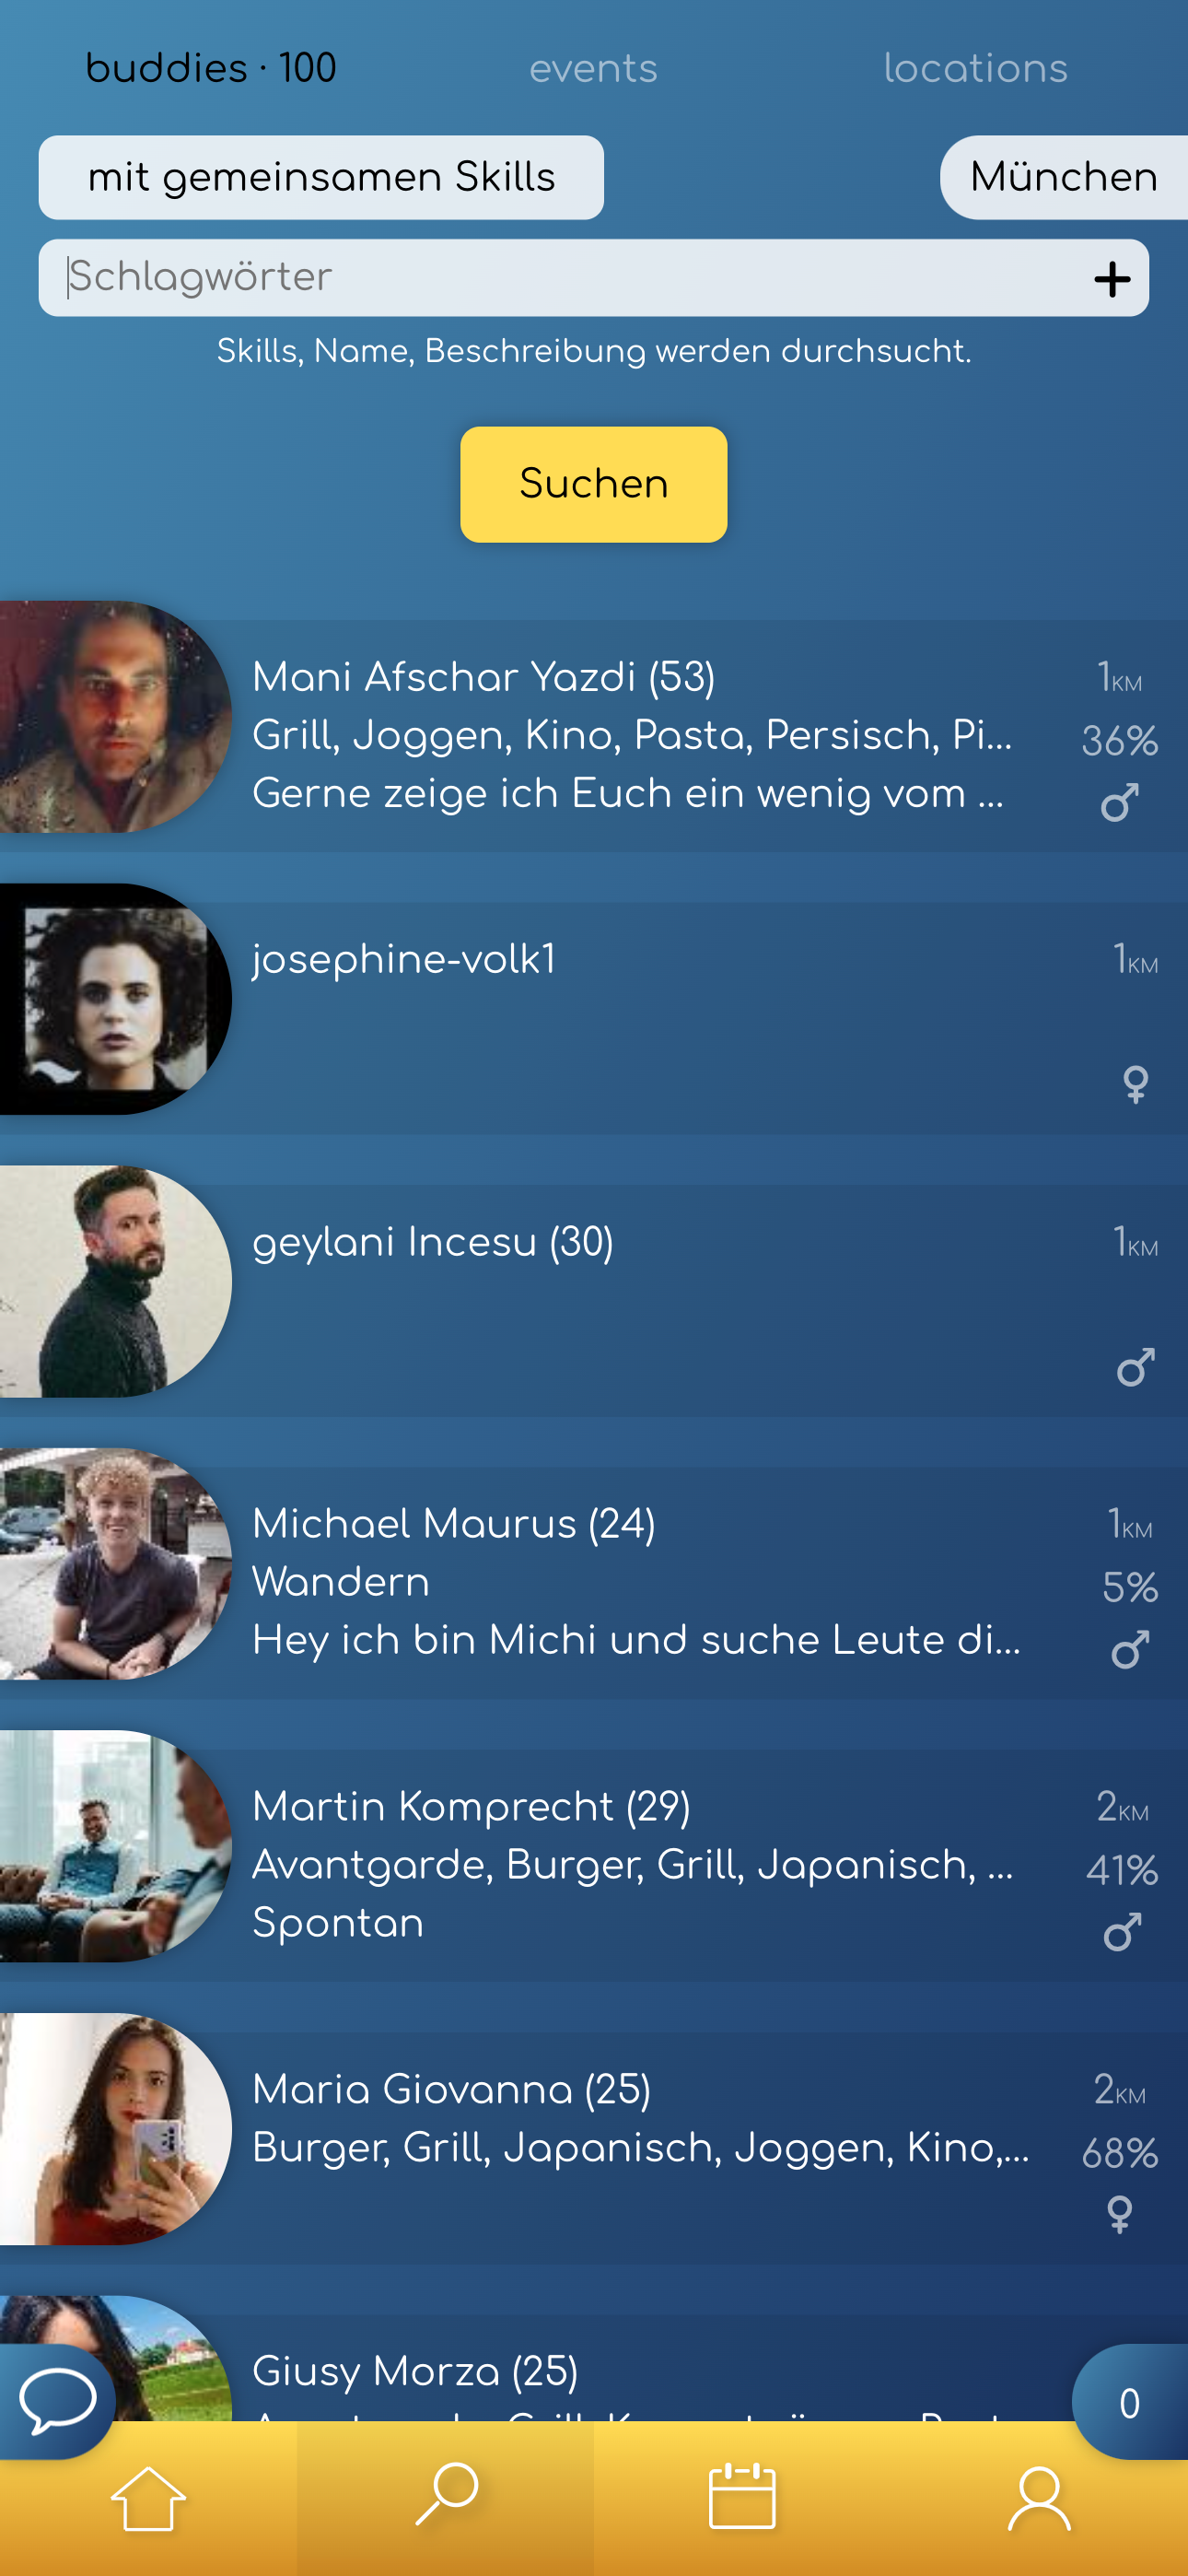 buddies · 100 events locations
mit gemeinsamen Skills München
Schlagwörter
Skills, Name, Beschreibung werden durchsucht.
Suchen
Mani Afschar Yazdi (53) 1KM
Grill, Joggen, Kino, Pasta, Persisch, Pi... 36%
Gerne zeige ich Euch ein wenig vom ...
josephine-volk1 1KM
geylani Incesu (30) 1KM
Michael Maurus (24) 1KM
Wandern 5%
Hey ich bin Michi und suche Leute di...
Martin Komprecht (29) 2KM
Avantgarde, Burger, Grill, Japanisch, ... 41%
Spontan
Maria Giovanna (25) 2KM
Burger, Grill, Japanisch, Joggen, Kino,... 68%
Giusy Morza (25)
0